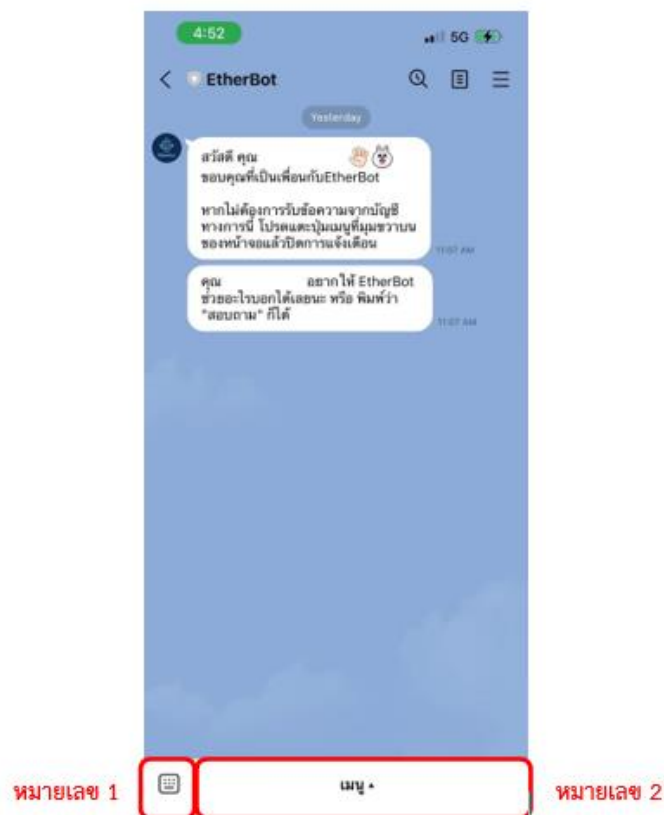 4:52
5G
EtherBot
Yesterday
สวัสดี คุณ
ขอบคุณที่เป็นเพื่อนกับEtherBot
หากไม่ต้องการรับข้อความจากบัญชี
ทางการนี้ โปรดแตะปุ่มเมนูที่มุมขวาบน
ของหน้าจอแล้วปิดการแจ้งเตือน
11:07 AM
คุณ อยากให้ EtherBot
ช่วยอะไรบอกได้เลยนะ หรือ พิมพ์ว่า
"สอบถาม" ก็ได้
11:07 AM
หมายเลข 1
เมนู ▴
หมายเลข 2